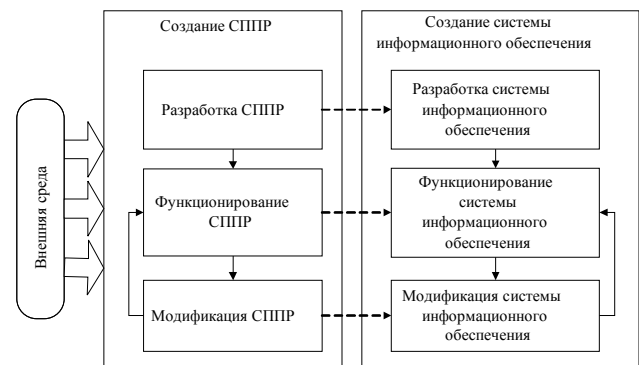 Внешняя среда
Создание СППР
Разработка СППР
Функционирование
СППР
Модификация СППР
Создание системы
информационного обеспечения
Разработка системы
информационного
обеспечения
Функционирование
системы
информационного
обеспечения
Модификация системы
информационного
обеспечения